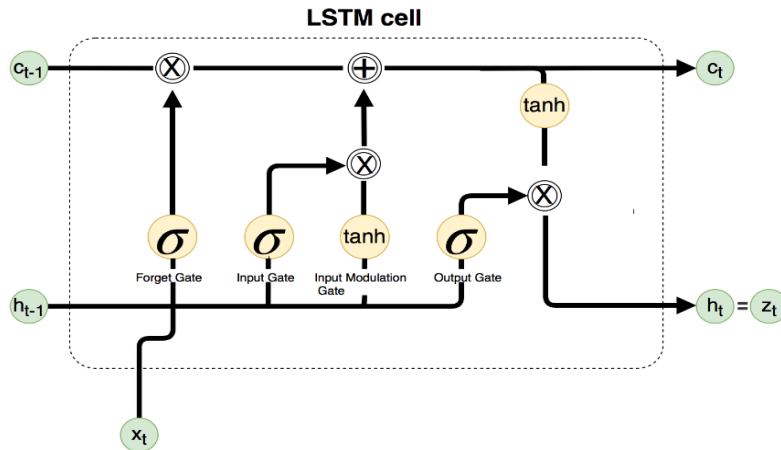 LSTM cell
c_t-1
X
+
c_t
tanh
X
X
σ
σ
tanh
σ
Forget Gate
Input Gate
Input Modulation
Gate
Output Gate
h_t-1
h_t = z_t
x_t